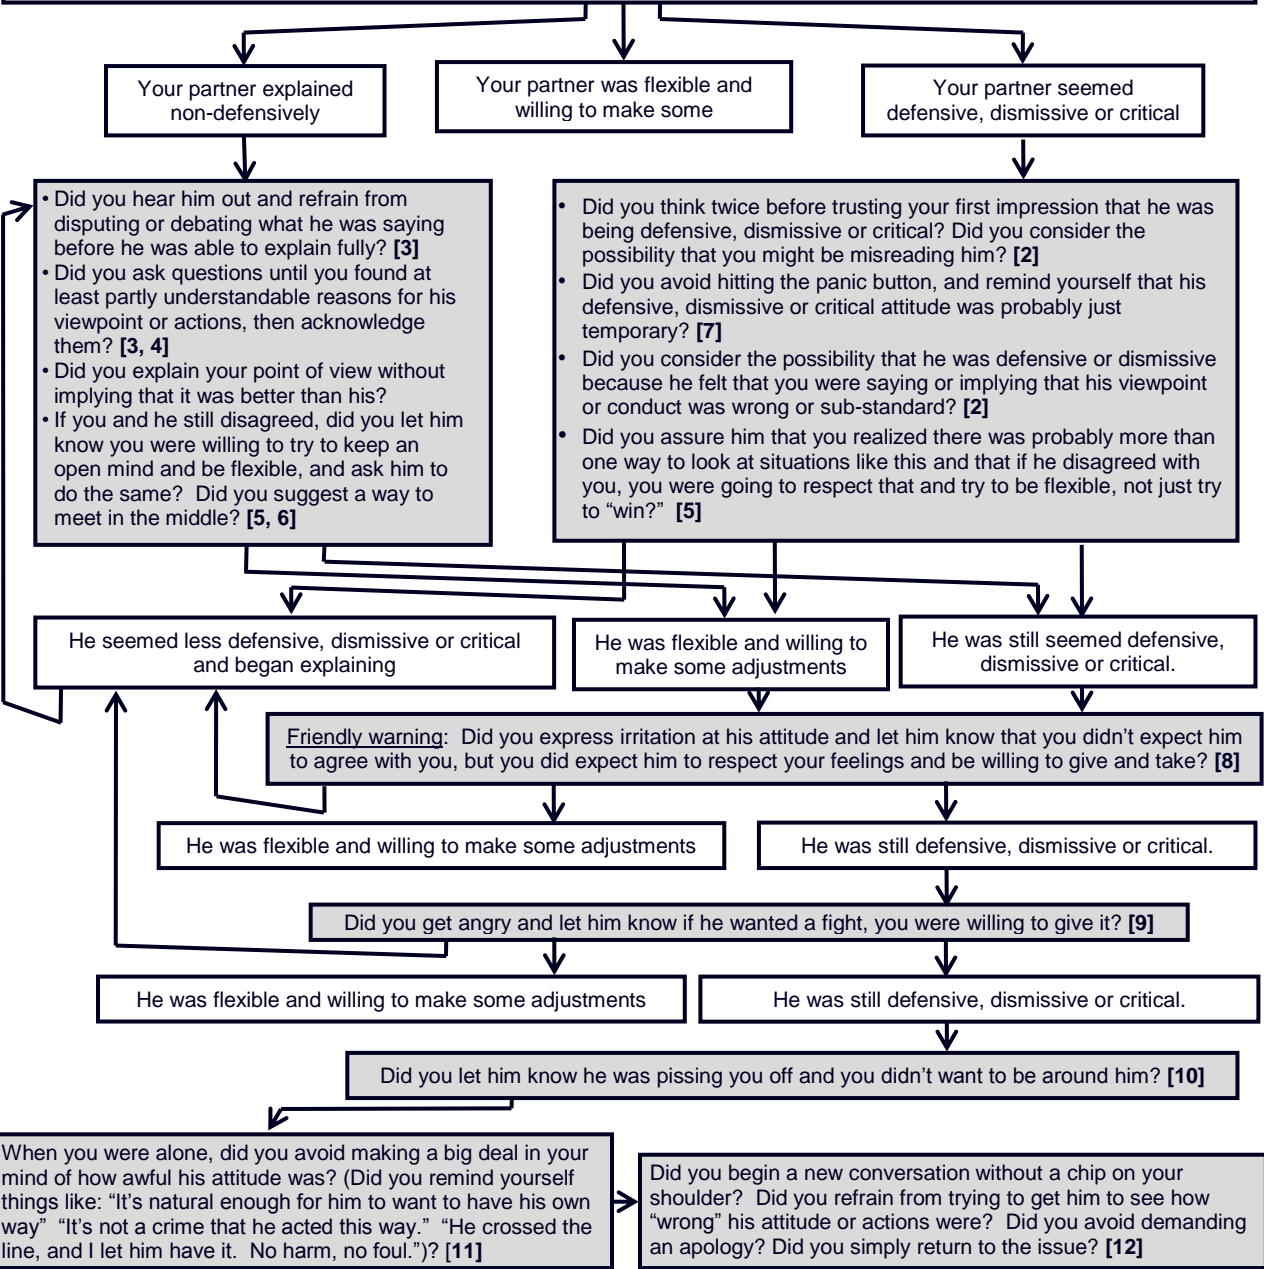 Your partner explained
non-defensively
Your partner was flexible and
willing to make some
Your partner seemed
defensive, dismissive or critical
• Did you hear him out and refrain from
disputing or debating what he was saying
before he was able to explain fully? [3]
• Did you ask questions until you found at
least partly understandable reasons for his
viewpoint or actions, then acknowledge
them? [3, 4]
• Did you explain your point of view without
implying that it was better than his?
• If you and he still disagreed, did you let him
know you were willing to try to keep an
open mind and be flexible, and ask him to
do the same?  Did you suggest a way to
meet in the middle? [5, 6]
• Did you think twice before trusting your first impression that he was
being defensive, dismissive or critical? Did you consider the
possibility that you might be misreading him? [2]
• Did you avoid hitting the panic button, and remind yourself that his
defensive, dismissive or critical attitude was probably just
temporary? [7]
• Did you consider the possibility that he was defensive or dismissive
because he felt that you were saying or implying that his viewpoint
or conduct was wrong or sub-standard? [2]
• Did you assure him that you realized there was probably more than
one way to look at situations like this and that if he disagreed with
you, you were going to respect that and try to be flexible, not just try
to “win?”  [5]
He seemed less defensive, dismissive or critical
and began explaining
He was flexible and willing to
make some adjustments
He was still seemed defensive,
dismissive or critical.
Friendly warning:  Did you express irritation at his attitude and let him know that you didn’t expect him
to agree with you, but you did expect him to respect your feelings and be willing to give and take? [8]
He was flexible and willing to make some adjustments
He was still defensive, dismissive or critical.
Did you get angry and let him know if he wanted a fight, you were willing to give it? [9]
He was flexible and willing to make some adjustments
He was still defensive, dismissive or critical.
Did you let him know he was pissing you off and you didn’t want to be around him? [10]
When you were alone, did you avoid making a big deal in your
mind of how awful his attitude was? (Did you remind yourself
things like: “It’s natural enough for him to want to have his own
way”  “It’s not a crime that he acted this way.”  “He crossed the
line, and I let him have it.  No harm, no foul.”)? [11]
Did you begin a new conversation without a chip on your
shoulder?  Did you refrain from trying to get him to see how
“wrong” his attitude or actions were?  Did you avoid demanding
an apology? Did you simply return to the issue? [12]